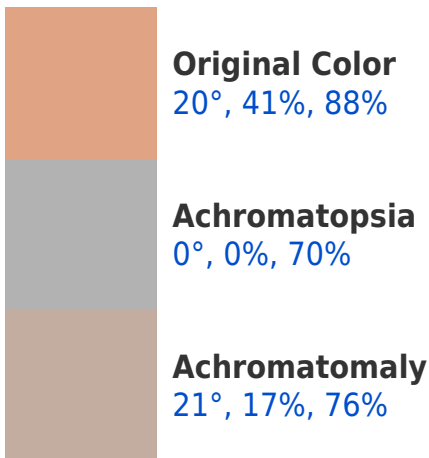 Original Color
20°, 41%, 88%
Achromatopsia
0°, 0%, 70%
Achromatomaly
21°, 17%, 76%